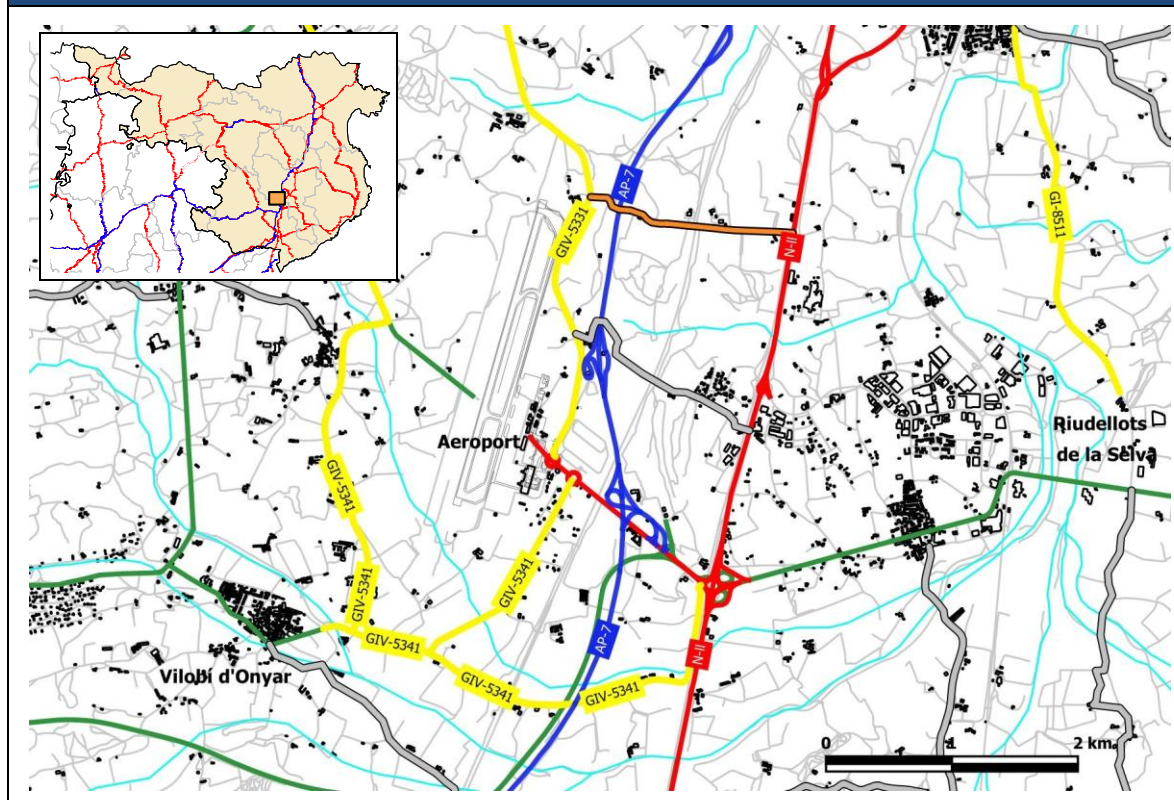 AP-7
GI-8511
GIV-5331
N-II
Aeroport
Riudellots
de la Selva
GIV-5341
GIV-5341
GIV-5341
GIV-5341
AP-7
N-II
Vilobí d'Onyar
GIV-5341
GIV-5341
0 1 2 km